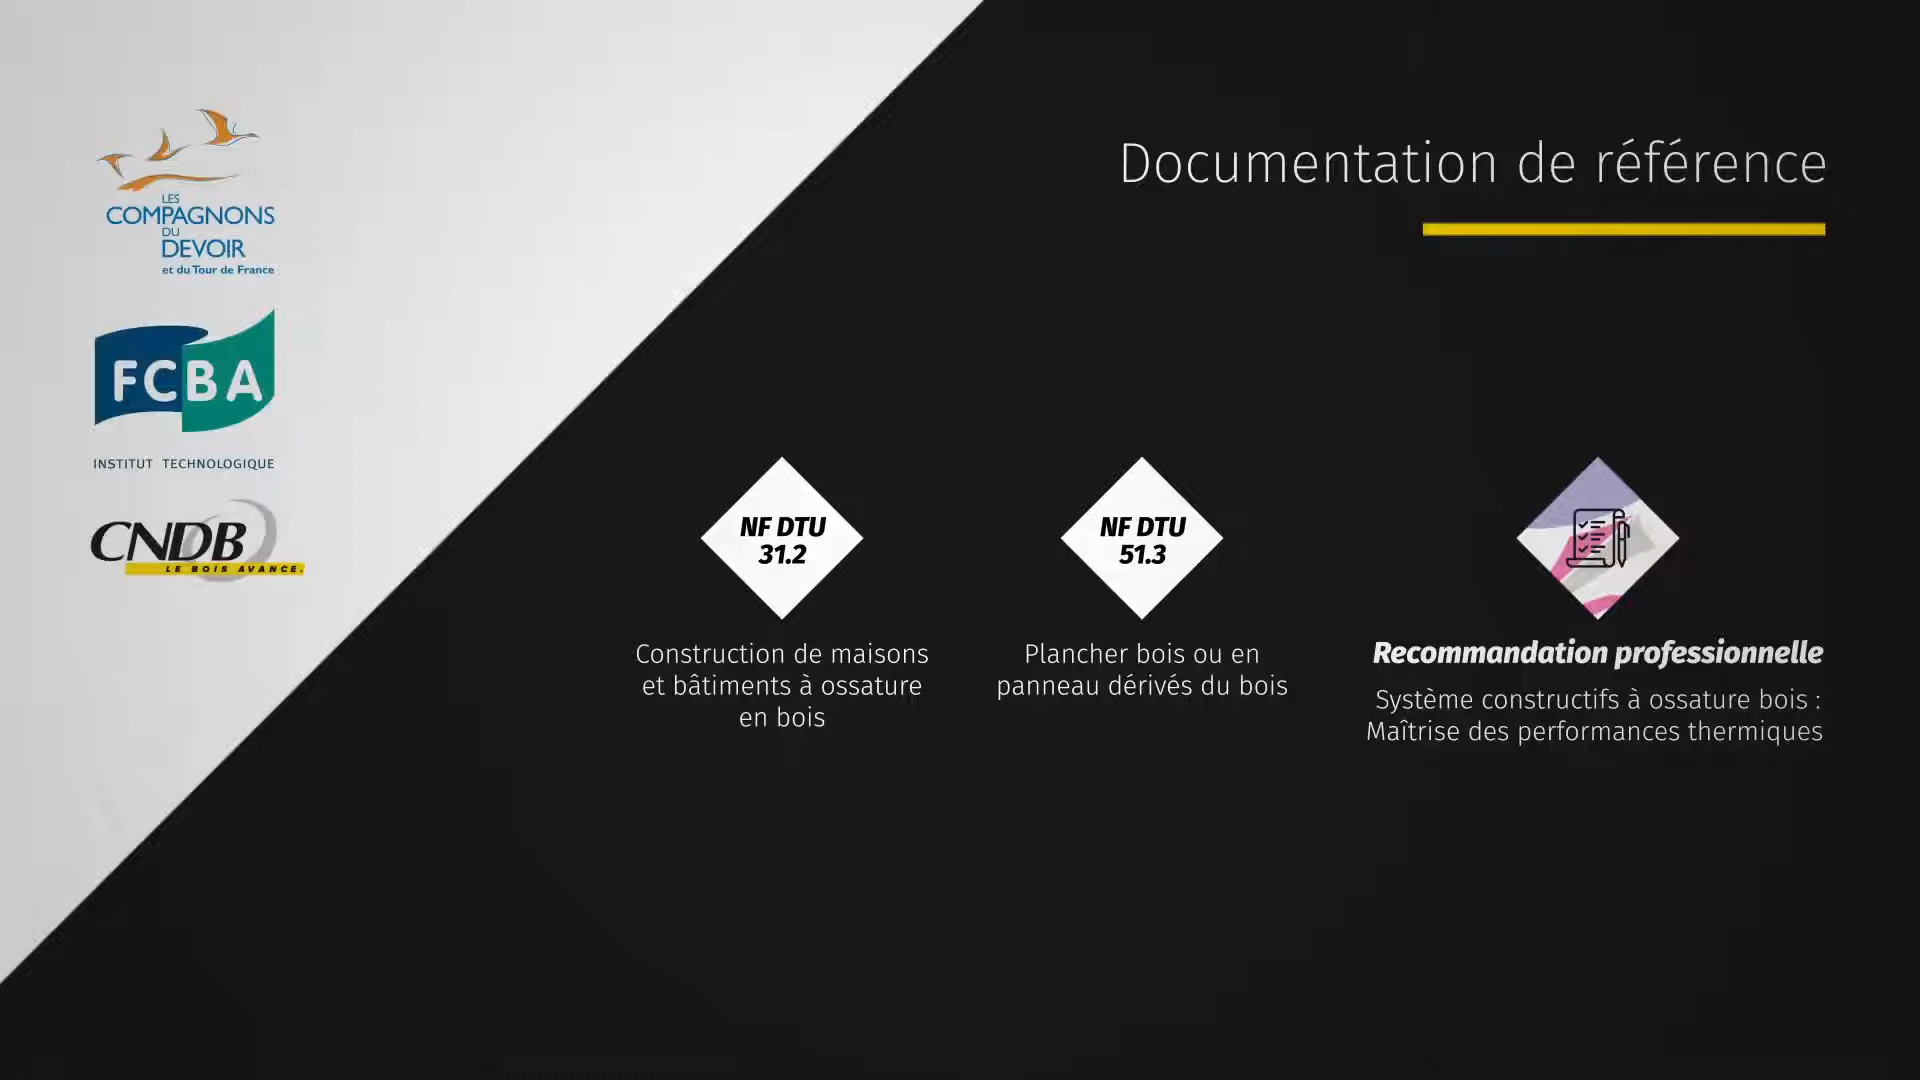 LES
COMPAGNONS
DU
DEVOIR
et du Tour de France
FCBA
INSTITUT TECHNOLOGIQUE
CNDB
LE BOIS AVANCE.
Documentation de référence
NF DTU
31.2
Construction de maisons
et bâtiments à ossature
en bois
NF DTU
51.3
Plancher bois ou en
panneau dérivés du bois
Recommandation professionnelle
Système constructifs à ossature bois :
Maîtrise des performances thermiques